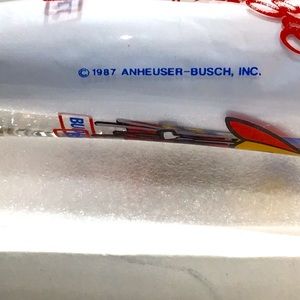 © 1987 ANHEUSER-BUSCH, INC.